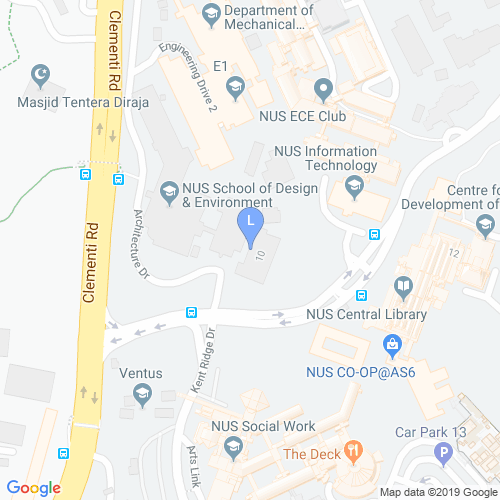 Clementi Rd
Department of
Mechanical...
Engineering Drive 2
E1
Masjid Tentera Diraja
NUS ECE Club
NUS Information
Technology
NUS School of Design
& Environment
Centre fo
Development of
L
Architecture Dr
10
12
Clementi Rd
NUS Central Library
Kent Ridge Dr
Ventus
NUS CO-OP@AS6
NUS Social Work
Arts Link
The Deck
Car Park 13
P
Google
Map data ©2019 Google